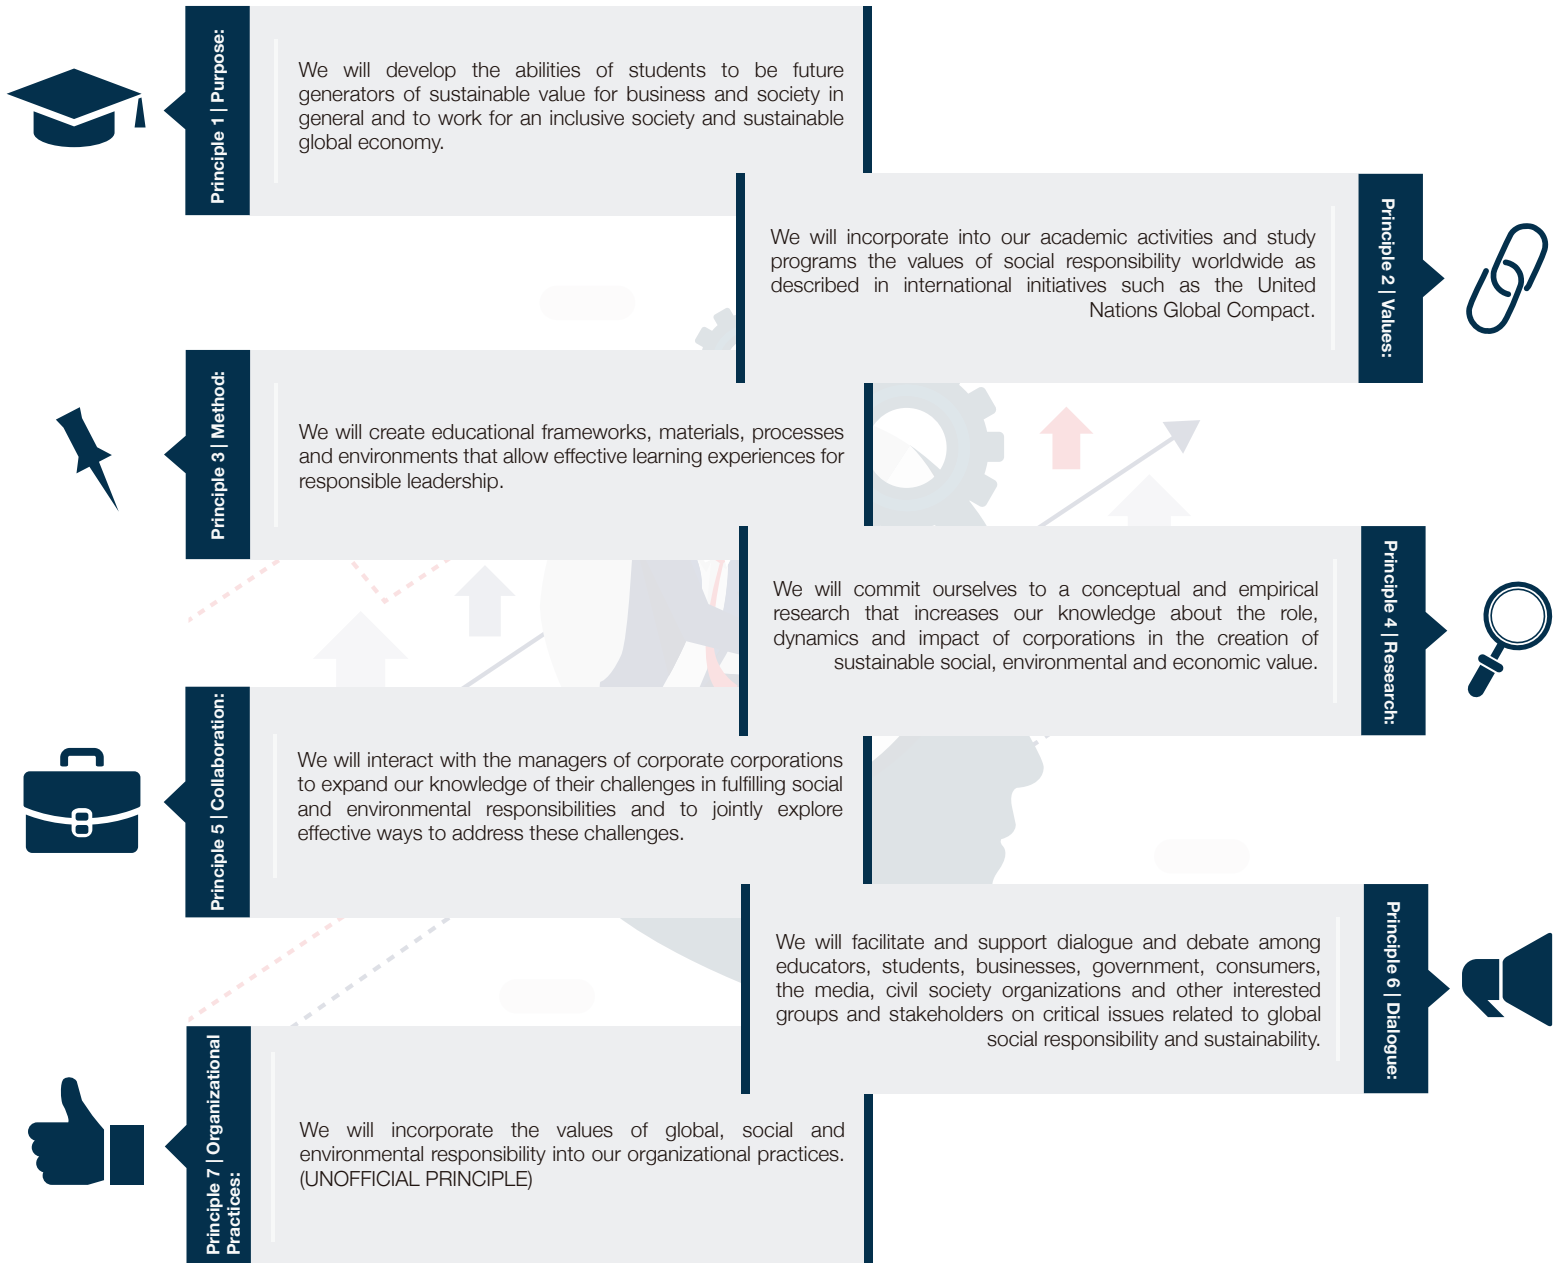 Principle 1 | Purpose:
We will develop the abilities of students to be future
generators of sustainable value for business and society in
general and to work for an inclusive society and sustainable
global economy.
Principle 2 | Values:
We will incorporate into our academic activities and study
programs the values of social responsibility worldwide as
described in international initiatives such as the United
Nations Global Compact.
Principle 3 | Method:
We will create educational frameworks, materials, processes
and environments that allow effective learning experiences for
responsible leadership.
Principle 4 | Research:
We will commit ourselves to a conceptual and empirical
research that increases our knowledge about the role,
dynamics and impact of corporations in the creation of
sustainable social, environmental and economic value.
Principle 5 | Collaboration:
We will interact with the managers of corporate corporations
to expand our knowledge of their challenges in fulfilling social
and environmental responsibilities and to jointly explore
effective ways to address these challenges.
Principle 6 | Dialogue:
We will facilitate and support dialogue and debate among
educators, students, businesses, government, consumers,
the media, civil society organizations and other interested
groups and stakeholders on critical issues related to global
social responsibility and sustainability.
Principle 7 | Organizational
Practices:
We will incorporate the values of global, social and
environmental responsibility into our organizational practices.
(UNOFFICIAL PRINCIPLE)